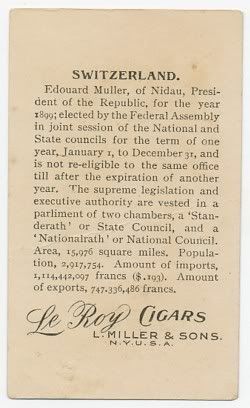 SWITZERLAND.
Edouard Muller, of Nidau, Presi-
dent of the Republic, for the year
1899; elected by the Federal Assembly
in joint session of the National and
State councils for the term of one
year, January 1, to December 31, and
is not re-eligible to the same office
till after the expiration of another
year. The supreme legislation and
executive authority are vested in a
parliment of two chambers, a 'Stan-
derath' or State Council, and a
'Nationalrath' or National Council.
Area, 15,976 square miles. Popula-
tion, 2,917,754. Amount of imports,
1,114,442,097 francs ($.193). Amount
of exports, 747,336,486 francs.
Le Roy CIGARS
L. MILLER & SONS.
N.Y.U.S.A.